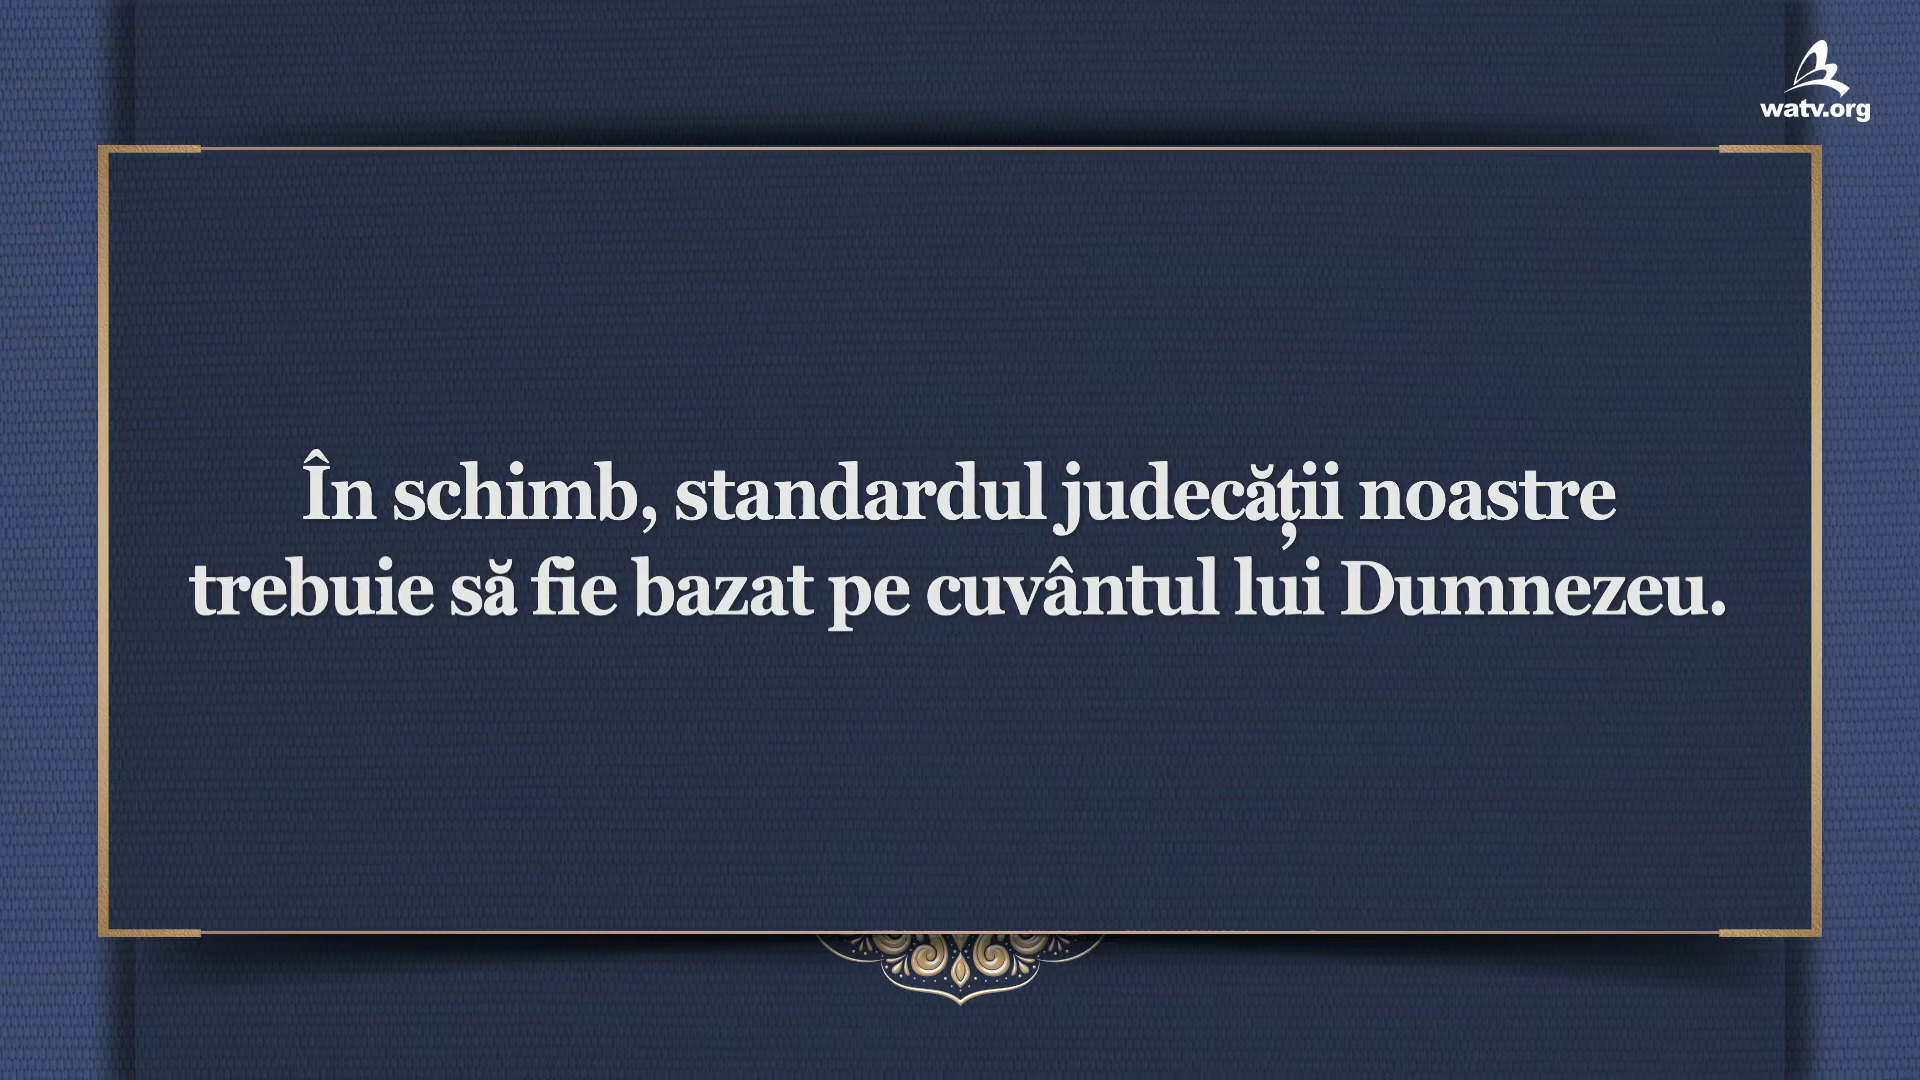 watv.org
În schimb, standardul judecății noastre
trebuie să fie bazat pe cuvântul lui Dumnezeu.